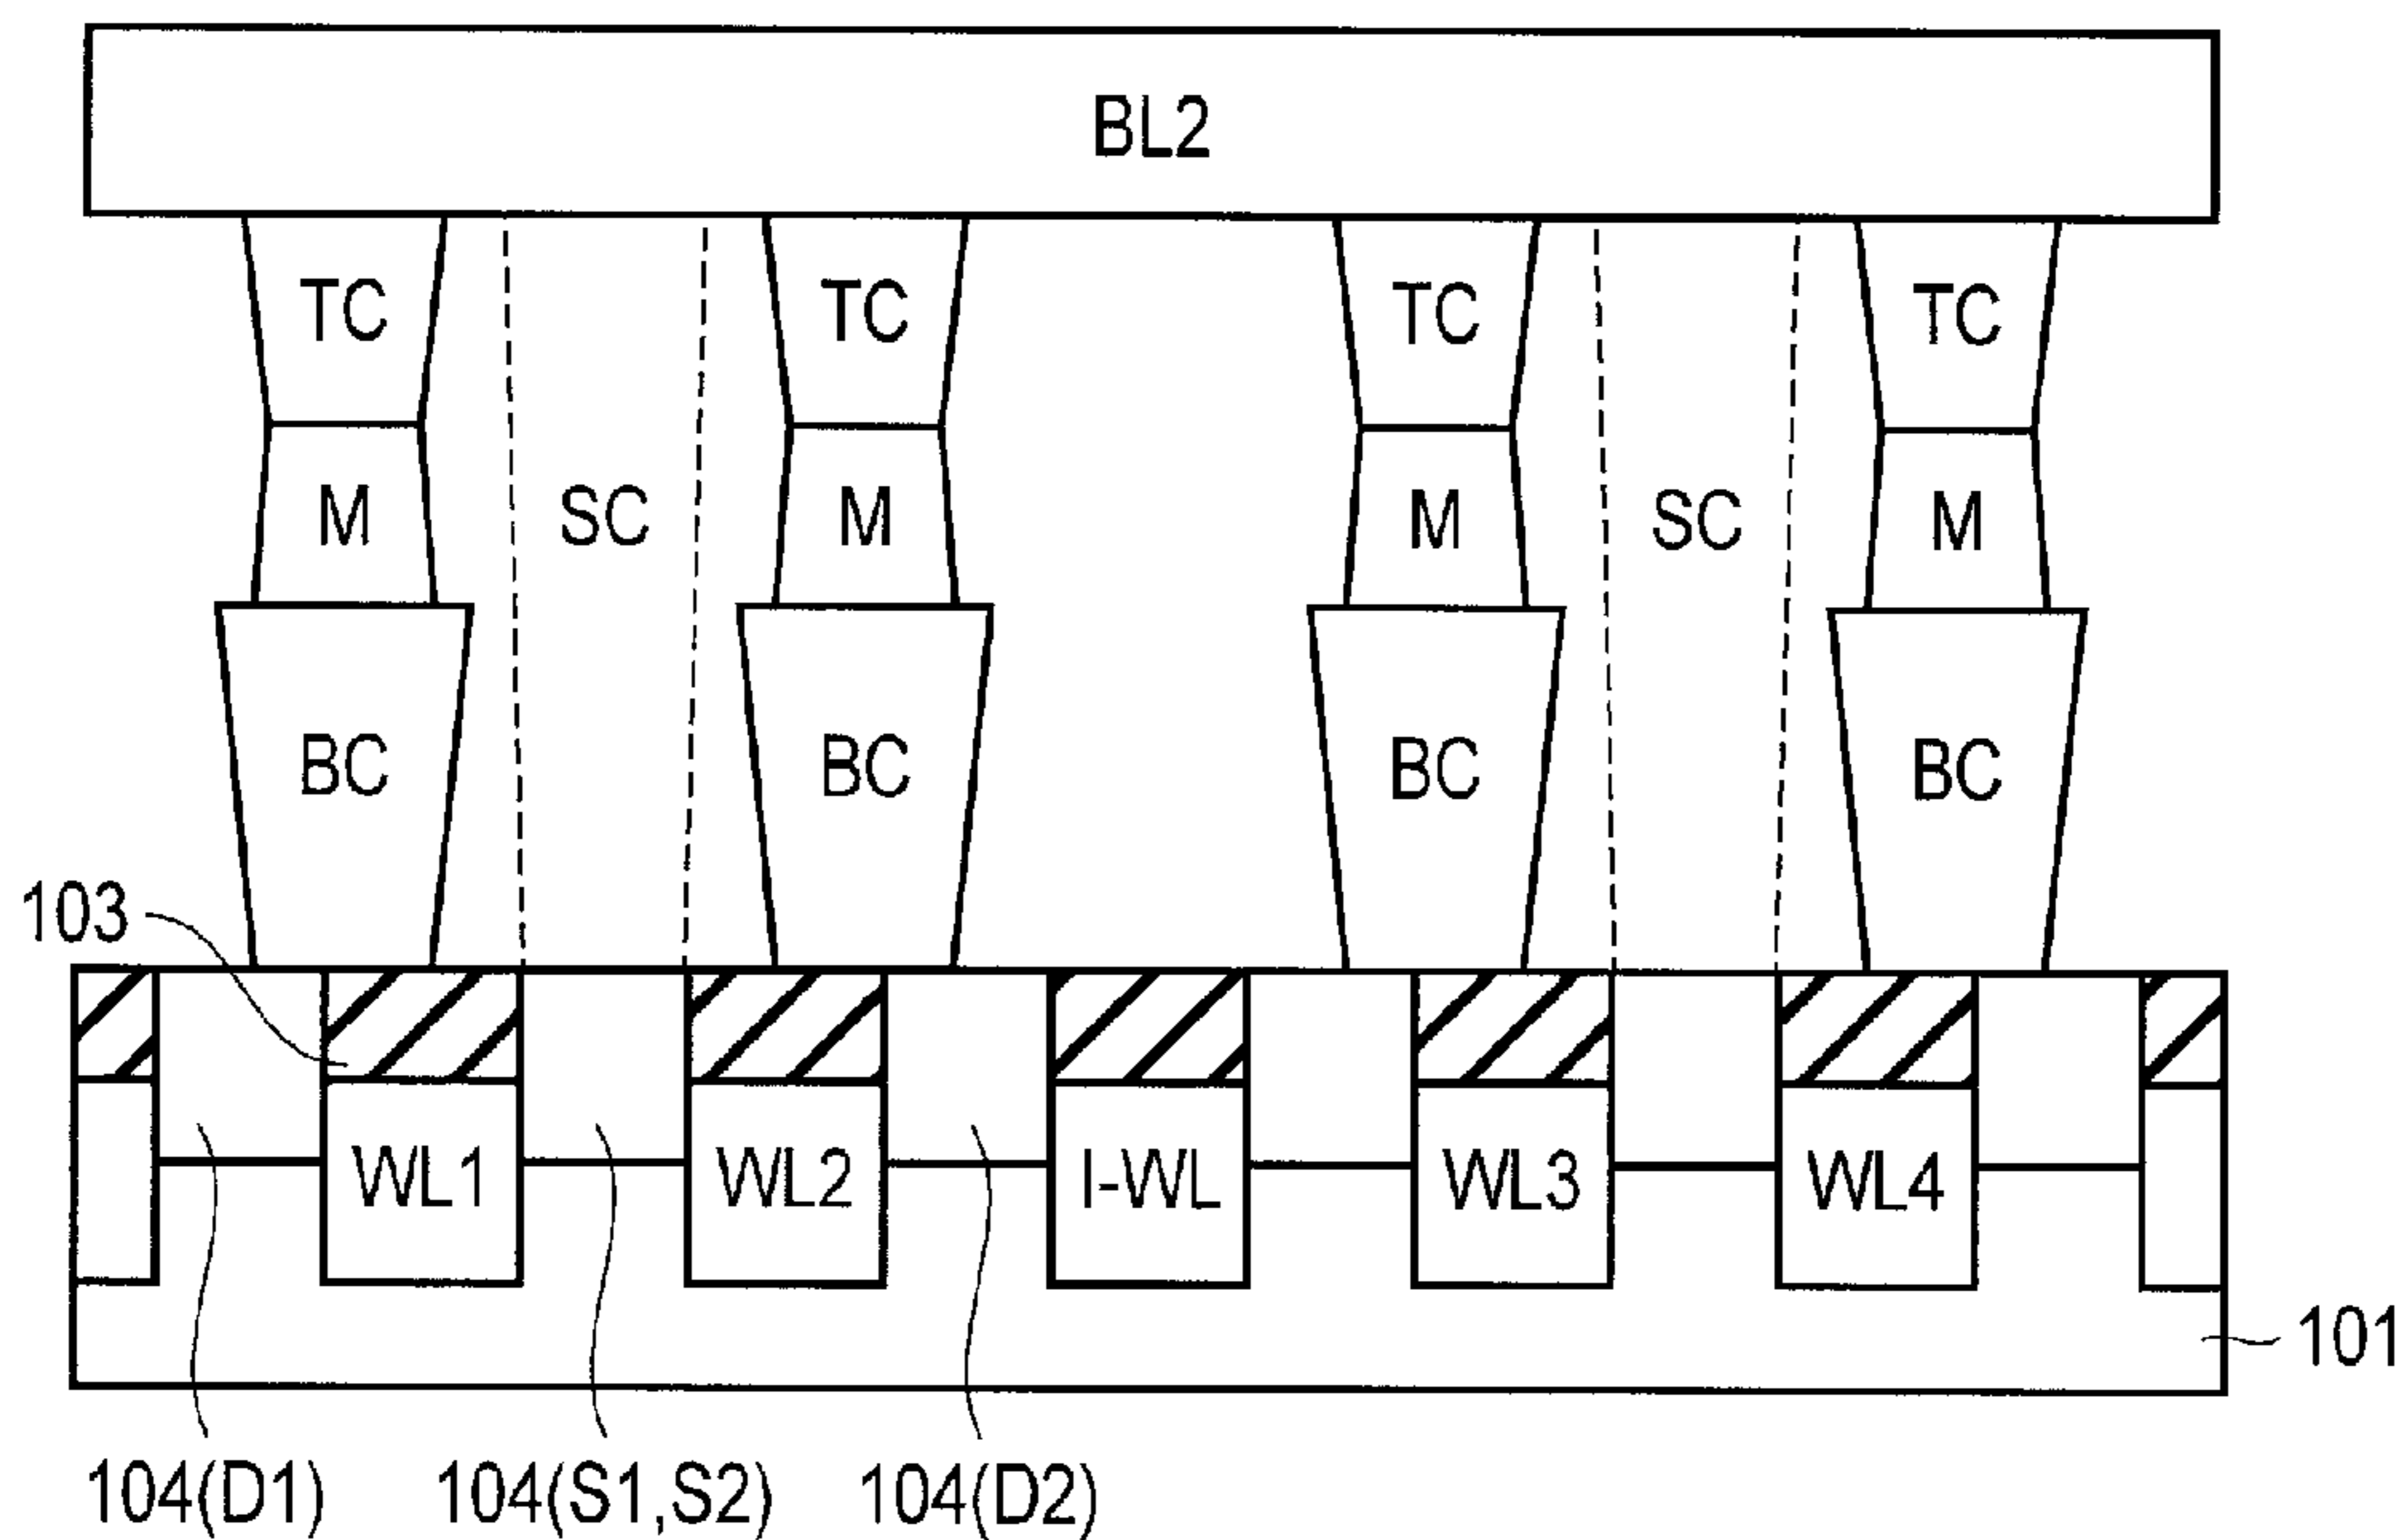 BL2
TC TC TC TC
M SC M M SC M
BC BC BC BC
103
WL1 WL2 I-WL WL3 WL4
101
104(D1) 104(S1,S2) 104(D2)